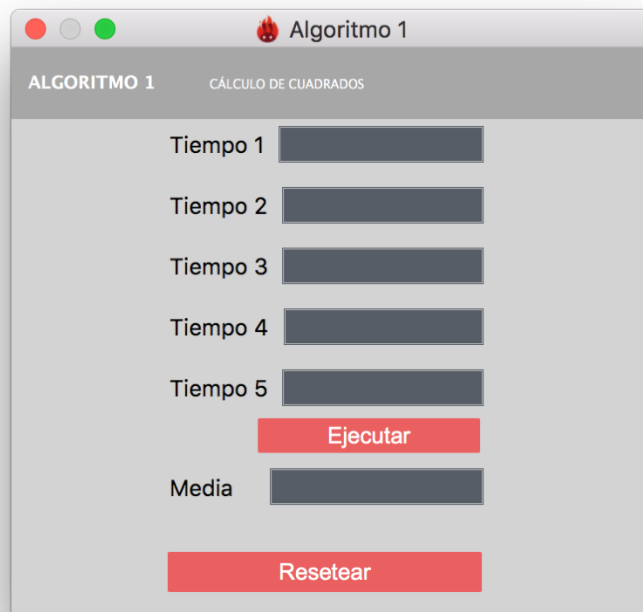 Algoritmo 1
ALGORITMO 1 CÁLCULO DE CUADRADOS
Tiempo 1
Tiempo 2
Tiempo 3
Tiempo 4
Tiempo 5
Ejecutar
Media
Resetear